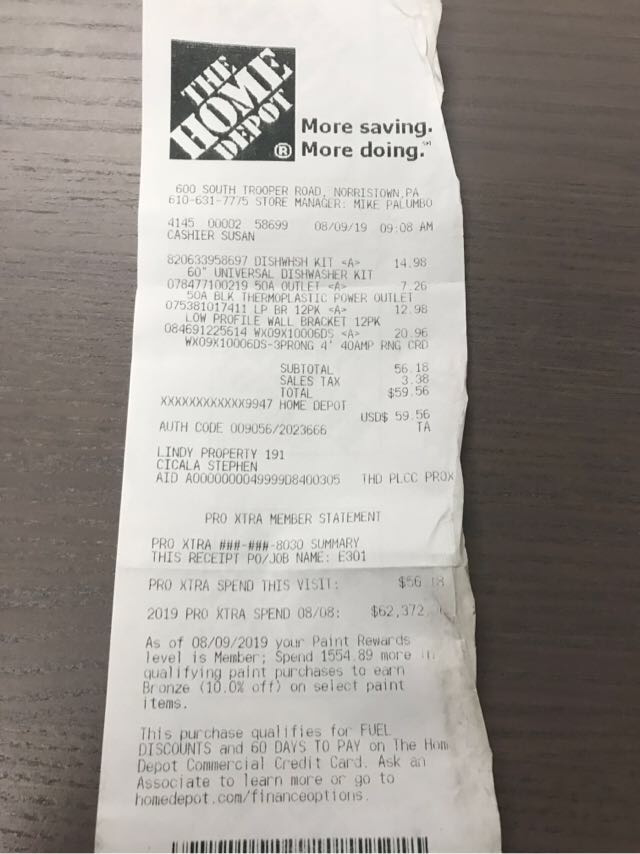 THE
HOME
DEPOT
®
More saving.
More doing.℠
600 SOUTH TROOPER ROAD, NORRISTOWN,PA
610-631-7775 STORE MANAGER: MIKE PALUMBO
4145 00002 58699 08/09/19 09:08 AM
CASHIER SUSAN
820633958697 DISHWHSH KIT <A> 14.98
60" UNIVERSAL DISHWASHER KIT
078477100219 50A OUTLET <A> 7.26
50A BLK THERMOPLASTIC POWER OUTLET
075381017411 LP BR 12PK <A> 12.98
LOW PROFILE WALL BRACKET 12PK
084691225614 WX09X10006DS <A> 20.96
WX09X10006DS-3PRONG 4' 40AMP RNG CRD
SUBTOTAL 56.18
SALES TAX 3.38
TOTAL $59.56
XXXXXXXXXXXX9947 HOME DEPOT
USD$ 59.56
AUTH CODE 009056/2023666 TA
LINDY PROPERTY 191
CICALA STEPHEN
AID A0000000049999D8400305 THD PLCC PROX
PRO XTRA MEMBER STATEMENT
PRO XTRA ###-###-8030 SUMMARY
THIS RECEIPT PO/JOB NAME: E301
PRO XTRA SPEND THIS VISIT: $56.18
2019 PRO XTRA SPEND 08/08: $62,372.
As of 08/09/2019 your Paint Rewards
level is Member; Spend 1554.89 more in
qualifying paint purchases to earn
Bronze (10.0% off) on select paint
items.
This purchase qualifies for FUEL
DISCOUNTS and 60 DAYS TO PAY on The Hom
Depot Commercial Credit Card. Ask an
Associate to learn more or go to
homedepot.com/financeoptions.